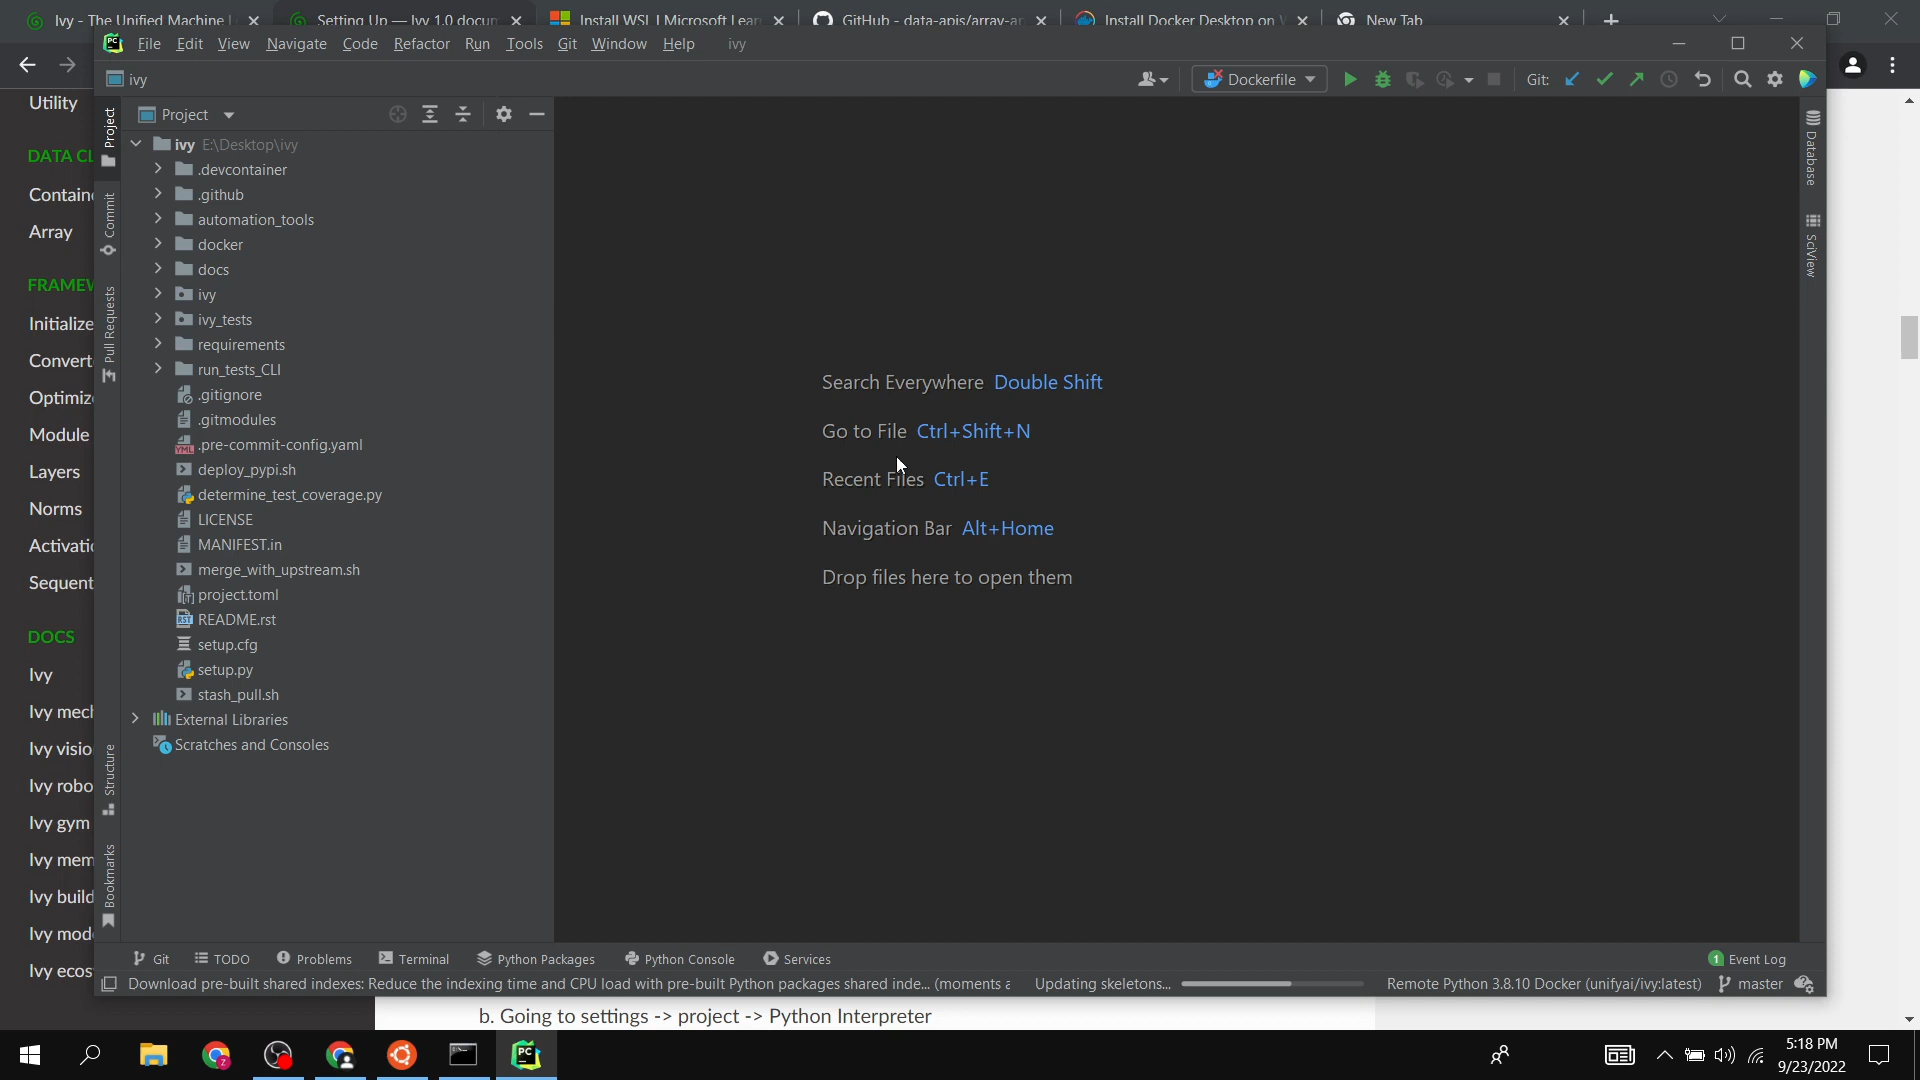 Ivy - The Unified Machine
Setting Up — Ivy 1.0 docum
Install WSL | Microsoft Lear
GitHub - data-apis/array-a
Install Docker Desktop on
New Tab
File Edit View Navigate Code Refactor Run Tools Git Window Help ivy
ivy
Dockerfile
Git:
Utility
DATA CL
Contain
Array
FRAMEW
Initialize
Convert
Optimiz
Module
Layers
Norms
Activati
Sequent
DOCS
Ivy
Ivy mech
Ivy visio
Ivy robo
Ivy gym
Ivy mem
Ivy build
Ivy mod
Ivy ecos
Project
Commit
Pull Requests
Structure
Bookmarks
Project
ivy E:\Desktop\ivy
.devcontainer
.github
automation_tools
docker
docs
ivy
ivy_tests
requirements
run_tests_CLI
.gitignore
.gitmodules
.pre-commit-config.yaml
deploy_pypi.sh
determine_test_coverage.py
LICENSE
MANIFEST.in
merge_with_upstream.sh
project.toml
README.rst
setup.cfg
setup.py
stash_pull.sh
External Libraries
Scratches and Consoles
Search Everywhere Double Shift
Go to File Ctrl+Shift+N
Recent Files Ctrl+E
Navigation Bar Alt+Home
Drop files here to open them
Database
SciView
Git TODO Problems Terminal Python Packages Python Console Services
1 Event Log
Download pre-built shared indexes: Reduce the indexing time and CPU load with pre-built Python packages shared inde... (moments a
Updating skeletons...
Remote Python 3.8.10 Docker (unifyai/ivy:latest)
master
b. Going to settings -> project -> Python Interpreter
5:18 PM
9/23/2022